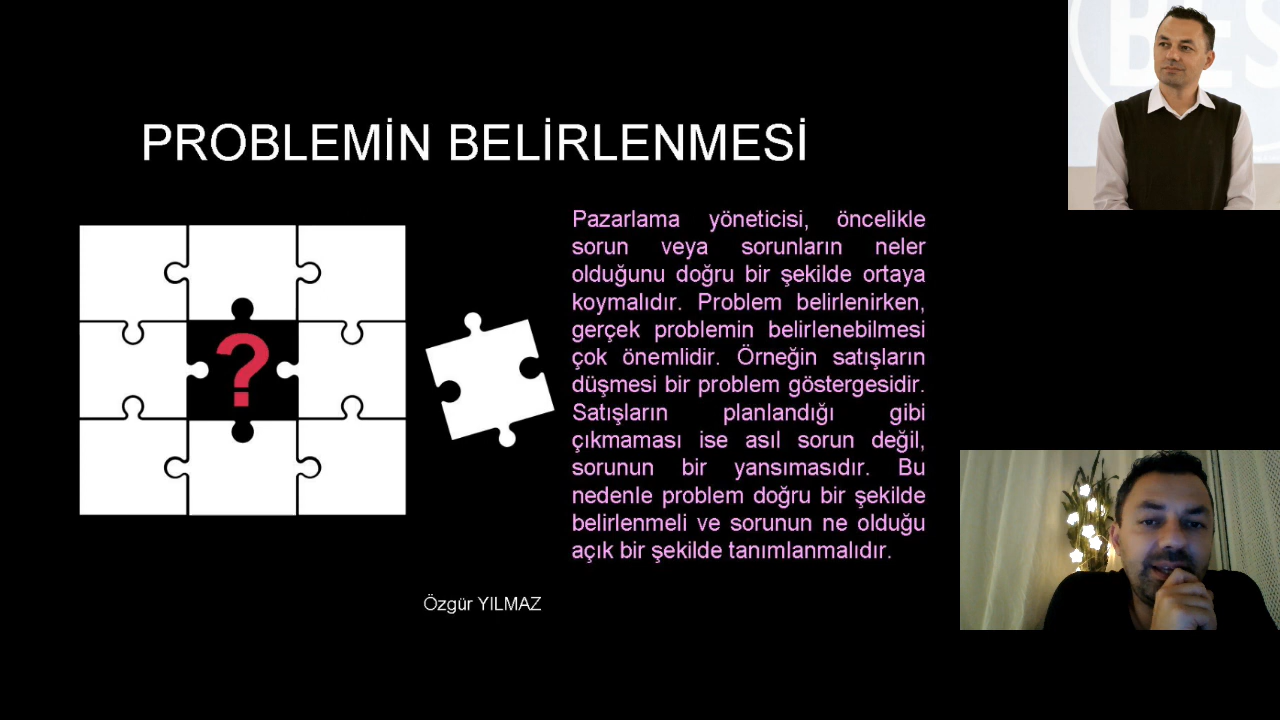 PROBLEMİN BELİRLENMESİ
Pazarlama yöneticisi, öncelikle
sorun veya sorunların neler
olduğunu doğru bir şekilde ortaya
koymalıdır. Problem belirlenirken,
gerçek problemin belirlenebilmesi
çok önemlidir. Örneğin satışların
düşmesi bir problem göstergesidir.
Satışların planlandığı gibi
çıkmaması ise asıl sorun değil,
sorunun bir yansımasıdır. Bu
nedenle problem doğru bir şekilde
belirlenmeli ve sorunun ne olduğu
açık bir şekilde tanımlanmalıdır.
?
Özgür YILMAZ
BES